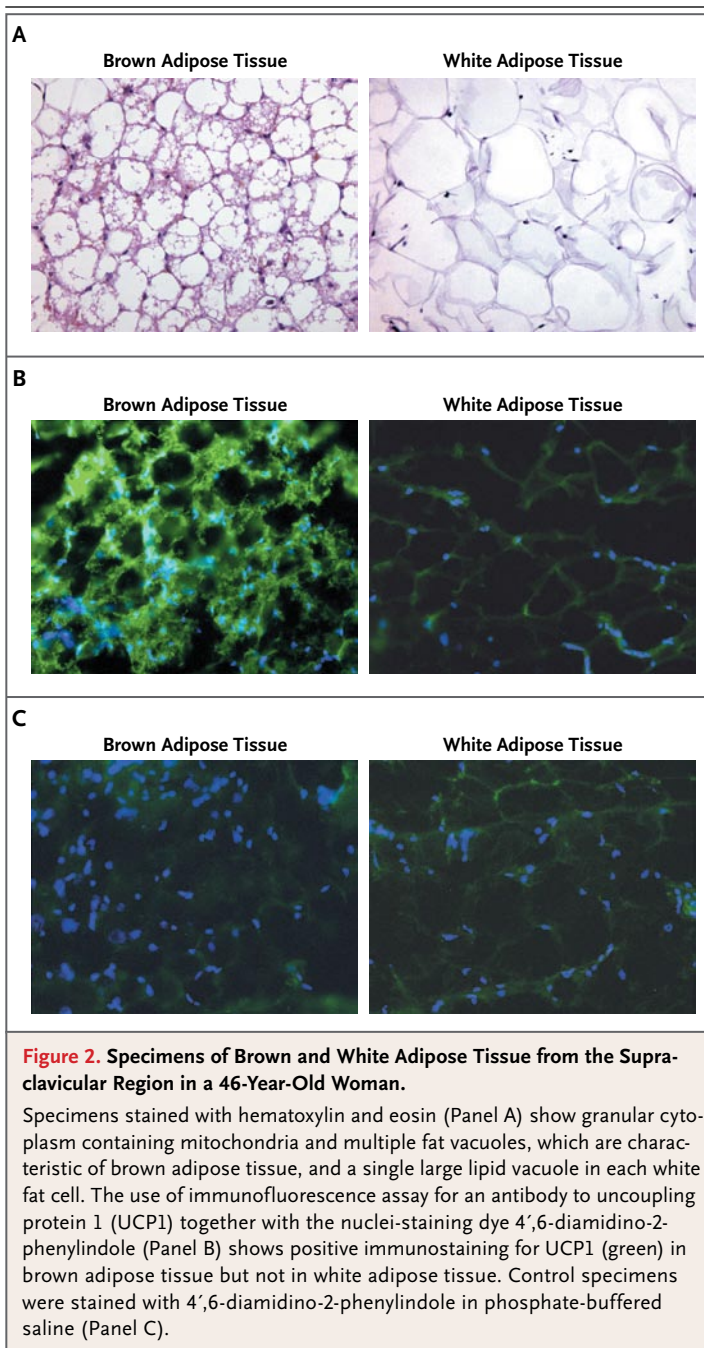 A
Brown Adipose Tissue
White Adipose Tissue
B
Brown Adipose Tissue
White Adipose Tissue
C
Brown Adipose Tissue
White Adipose Tissue
Figure 2. Specimens of Brown and White Adipose Tissue from the Supra-
clavicular Region in a 46-Year-Old Woman.
Specimens stained with hematoxylin and eosin (Panel A) show granular cyto-
plasm containing mitochondria and multiple fat vacuoles, which are charac-
teristic of brown adipose tissue, and a single large lipid vacuole in each white
fat cell. The use of immunofluorescence assay for an antibody to uncoupling
protein 1 (UCP1) together with the nuclei-staining dye 4′,6-diamidino-2-
phenylindole (Panel B) shows positive immunostaining for UCP1 (green) in
brown adipose tissue but not in white adipose tissue. Control specimens
were stained with 4′,6-diamidino-2-phenylindole in phosphate-buffered
saline (Panel C).